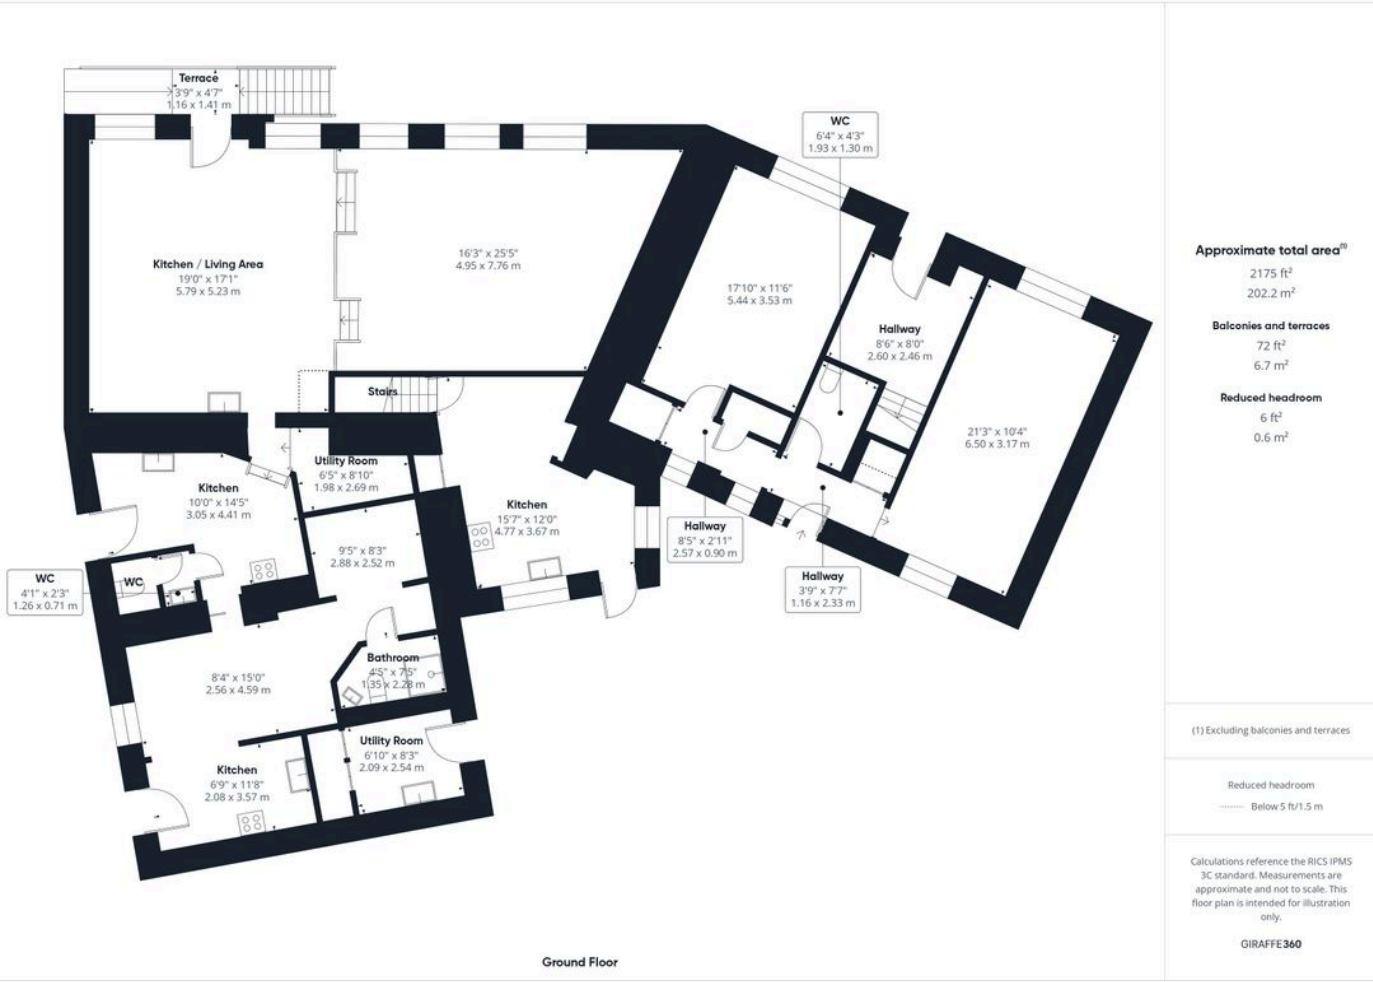 Terrace
3'9" x 4'7"
1.16 x 1.41 m
WC
6'4" x 4'3"
1.93 x 1.30 m
Kitchen / Living Area
19'0" x 17'1"
5.79 x 5.23 m
16'3" x 25'5"
4.95 x 7.76 m
17'10" x 11'6"
5.44 x 3.53 m
Hallway
8'6" x 8'0"
2.60 x 2.46 m
Stairs
21'3" x 10'4"
6.50 x 3.17 m
Utility Room
6'5" x 8'10"
1.98 x 2.69 m
Kitchen
10'0" x 14'5"
3.05 x 4.41 m
Kitchen
15'7" x 12'0"
4.77 x 3.67 m
Hallway
8'5" x 2'11"
2.57 x 0.90 m
9'5" x 8'3"
2.88 x 2.52 m
WC
4'1" x 2'3"
1.26 x 0.71 m
WC
Hallway
3'9" x 7'7"
1.16 x 2.33 m
Bathroom
4'5" x 7'5"
1.35 x 2.28 m
8'4" x 15'0"
2.56 x 4.59 m
Utility Room
6'10" x 8'3"
2.09 x 2.54 m
Kitchen
6'9" x 11'8"
2.08 x 3.57 m
Ground Floor
Approximate total area(1)
2175 ft²
202.2 m²
Balconies and terraces
72 ft²
6.7 m²
Reduced headroom
6 ft²
0.6 m²
(1) Excluding balconies and terraces
Reduced headroom
Below 5 ft/1.5 m
Calculations reference the RICS IPMS
3C standard. Measurements are
approximate and not to scale. This
floor plan is intended for illustration
only.
GIRAFFE360